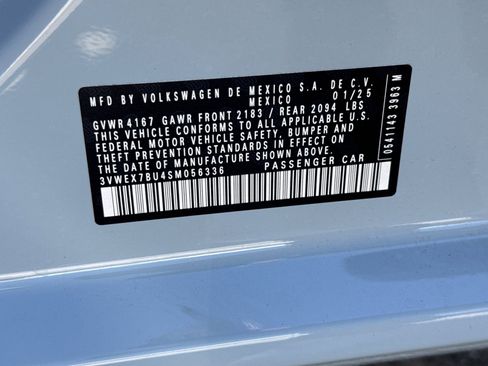 MFD BY VOLKSWAGEN DE MEXICO S.A. DE C.V.
MEXICO 01/25
GVWR 4167 GAWR FRONT 2183 / REAR 2094 LBS
THIS VEHICLE CONFORMS TO ALL APPLICABLE U.S.
FEDERAL MOTOR VEHICLE SAFETY, BUMPER AND
THEFT PREVENTION STANDARDS IN EFFECT ON
THE DATE OF MANUFACTURE SHOWN ABOVE
3VWEX7BU4SM056336 PASSENGER CAR
0541143 3963 M